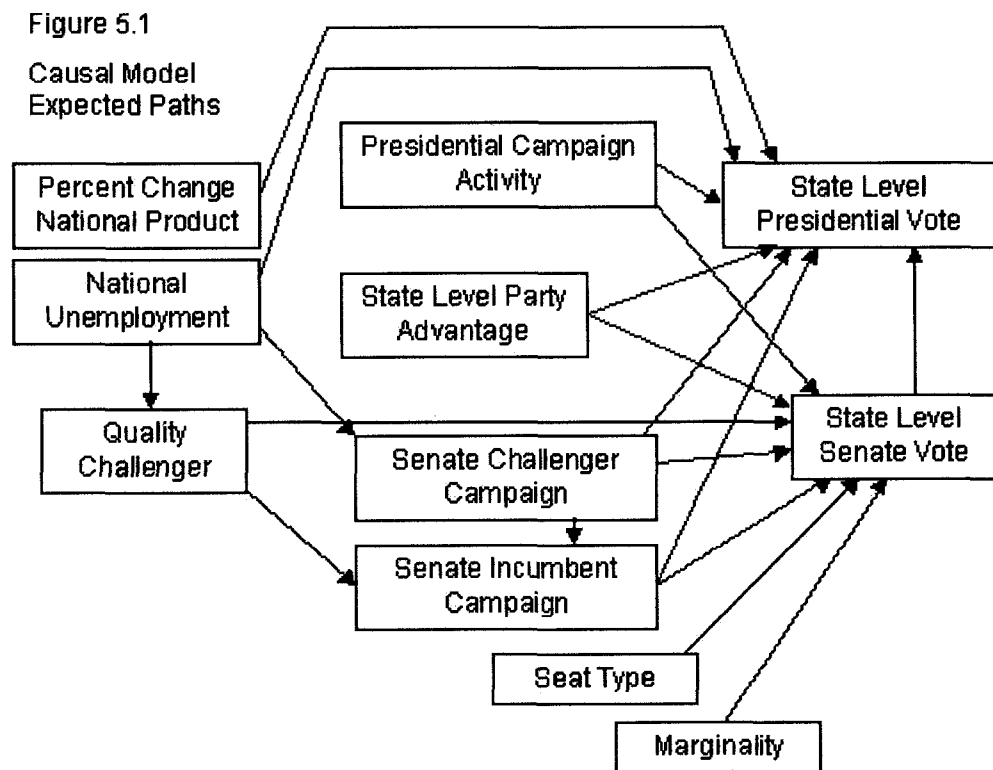 Figure 5.1
Causal Model
Expected Paths
Percent Change
National Product
Presidential Campaign
Activity
State Level
Presidential Vote
National
Unemployment
State Level Party
Advantage
Quality
Challenger
Senate Challenger
Campaign
State Level
Senate Vote
Senate Incumbent
Campaign
Seat Type
Marginality